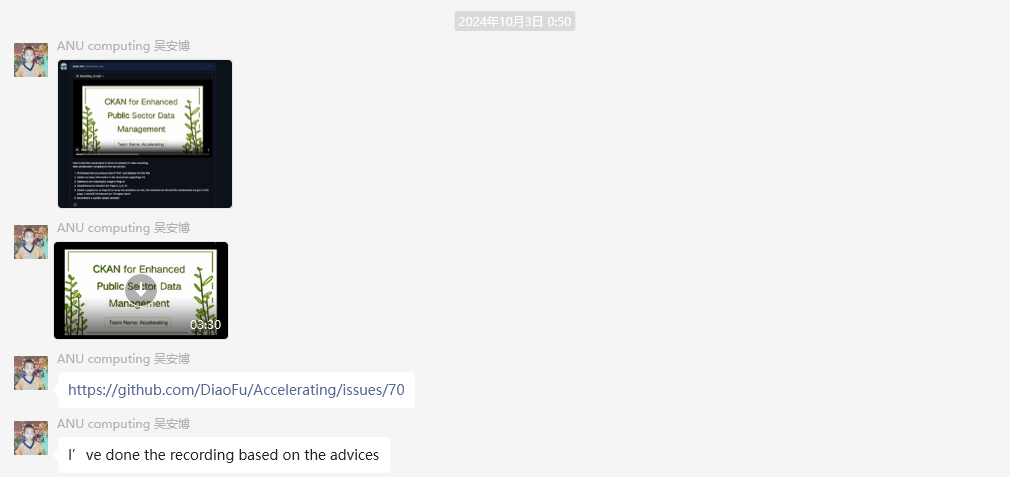 2024年10月3日 0:50
ANU computing 吴安博
CKAN for Enhanced
Public Sector Data
Management
Team Name: Accelerating
ANU computing 吴安博
CKAN for Enhanced
Public Sector Data
Management
Team Name: Accelerating
03:30
ANU computing 吴安博
https://github.com/DiaoFu/Accelerating/issues/70
ANU computing 吴安博
I’ve done the recording based on the advices